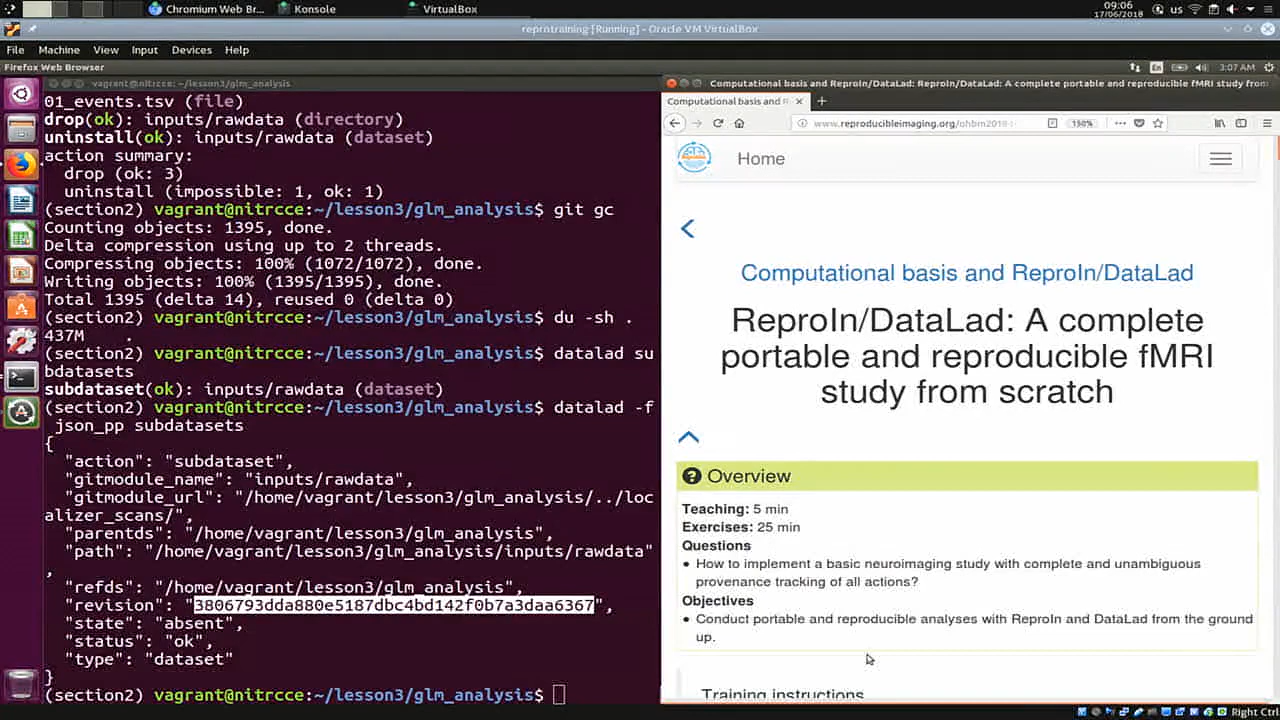 Chromium Web Br...
Konsole
VirtualBox
09:06
17/06/2018
us
reprotraining [Running] - Oracle VM VirtualBox
File Machine View Input Devices Help
Firefox Web Browser
En
3:07 AM
vagrant@nitrcce: ~/lesson3/glm_analysis
01_events.tsv (file)
drop(ok): inputs/rawdata (directory)
uninstall(ok): inputs/rawdata (dataset)
action summary:
drop (ok: 3)
uninstall (impossible: 1, ok: 1)
(section2) vagrant@nitrcce:~/lesson3/glm_analysis$ git gc
Counting objects: 1395, done.
Delta compression using up to 2 threads.
Compressing objects: 100% (1072/1072), done.
Writing objects: 100% (1395/1395), done.
Total 1395 (delta 14), reused 0 (delta 0)
(section2) vagrant@nitrcce:~/lesson3/glm_analysis$ du -sh .
437M .
(section2) vagrant@nitrcce:~/lesson3/glm_analysis$ datalad su
bdatasets
subdataset(ok): inputs/rawdata (dataset)
(section2) vagrant@nitrcce:~/lesson3/glm_analysis$ datalad -f
json_pp subdatasets
{
"action": "subdataset",
"gitmodule_name": "inputs/rawdata",
"gitmodule_url": "/home/vagrant/lesson3/glm_analysis/../loc
alizer_scans/",
"parentds": "/home/vagrant/lesson3/glm_analysis",
"path": "/home/vagrant/lesson3/glm_analysis/inputs/rawdata"
,
"refds": "/home/vagrant/lesson3/glm_analysis",
"revision": "3806793dda880e5187dbc4bd142f0b7a3daa6367",
"state": "absent",
"status": "ok",
"type": "dataset"
}
(section2) vagrant@nitrcce:~/lesson3/glm_analysis$
Computational basis and ReproIn/DataLad: ReproIn/DataLad: A complete portable and reproducible fMRI study from
Computational basis and R
www.reproducibleimaging.org/ohbm2018-
150%
Home
Computational basis and ReproIn/DataLad
ReproIn/DataLad: A complete
portable and reproducible fMRI
study from scratch
Overview
Teaching: 5 min
Exercises: 25 min
Questions
How to implement a basic neuroimaging study with complete and unambiguous
provenance tracking of all actions?
Objectives
Conduct portable and reproducible analyses with ReproIn and DataLad from the ground
up.
Training instructions
Right Ctrl